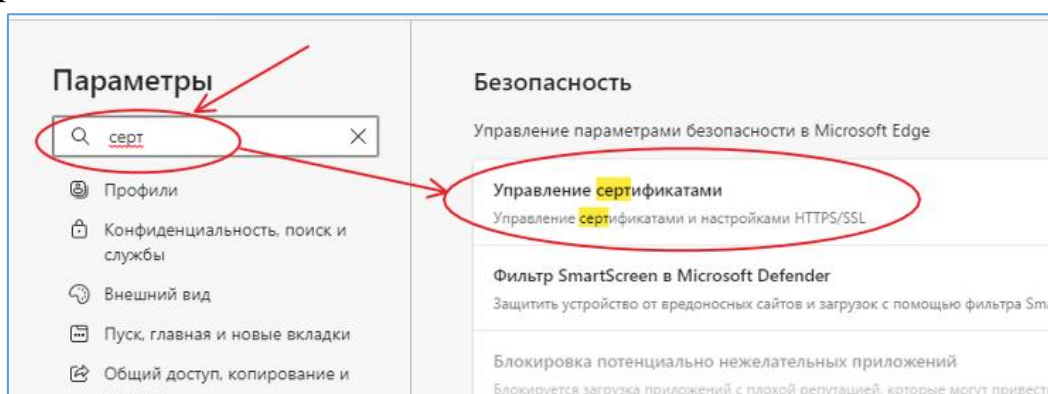 Параметры
серт
Профили
Конфиденциальность, поиск и
службы
Внешний вид
Пуск, главная и новые вкладки
Общий доступ, копирование и
Безопасность
Управление параметрами безопасности в Microsoft Edge
Управление сертификатами
Управление сертификатами и настройками HTTPS/SSL
Фильтр SmartScreen в Microsoft Defender
Защитить устройство от вредоносных сайтов и загрузок с помощью фильтра Sm
Блокировка потенциально нежелательных приложений
Блокируется загрузка приложений с плохой репутацией, которые могут привест